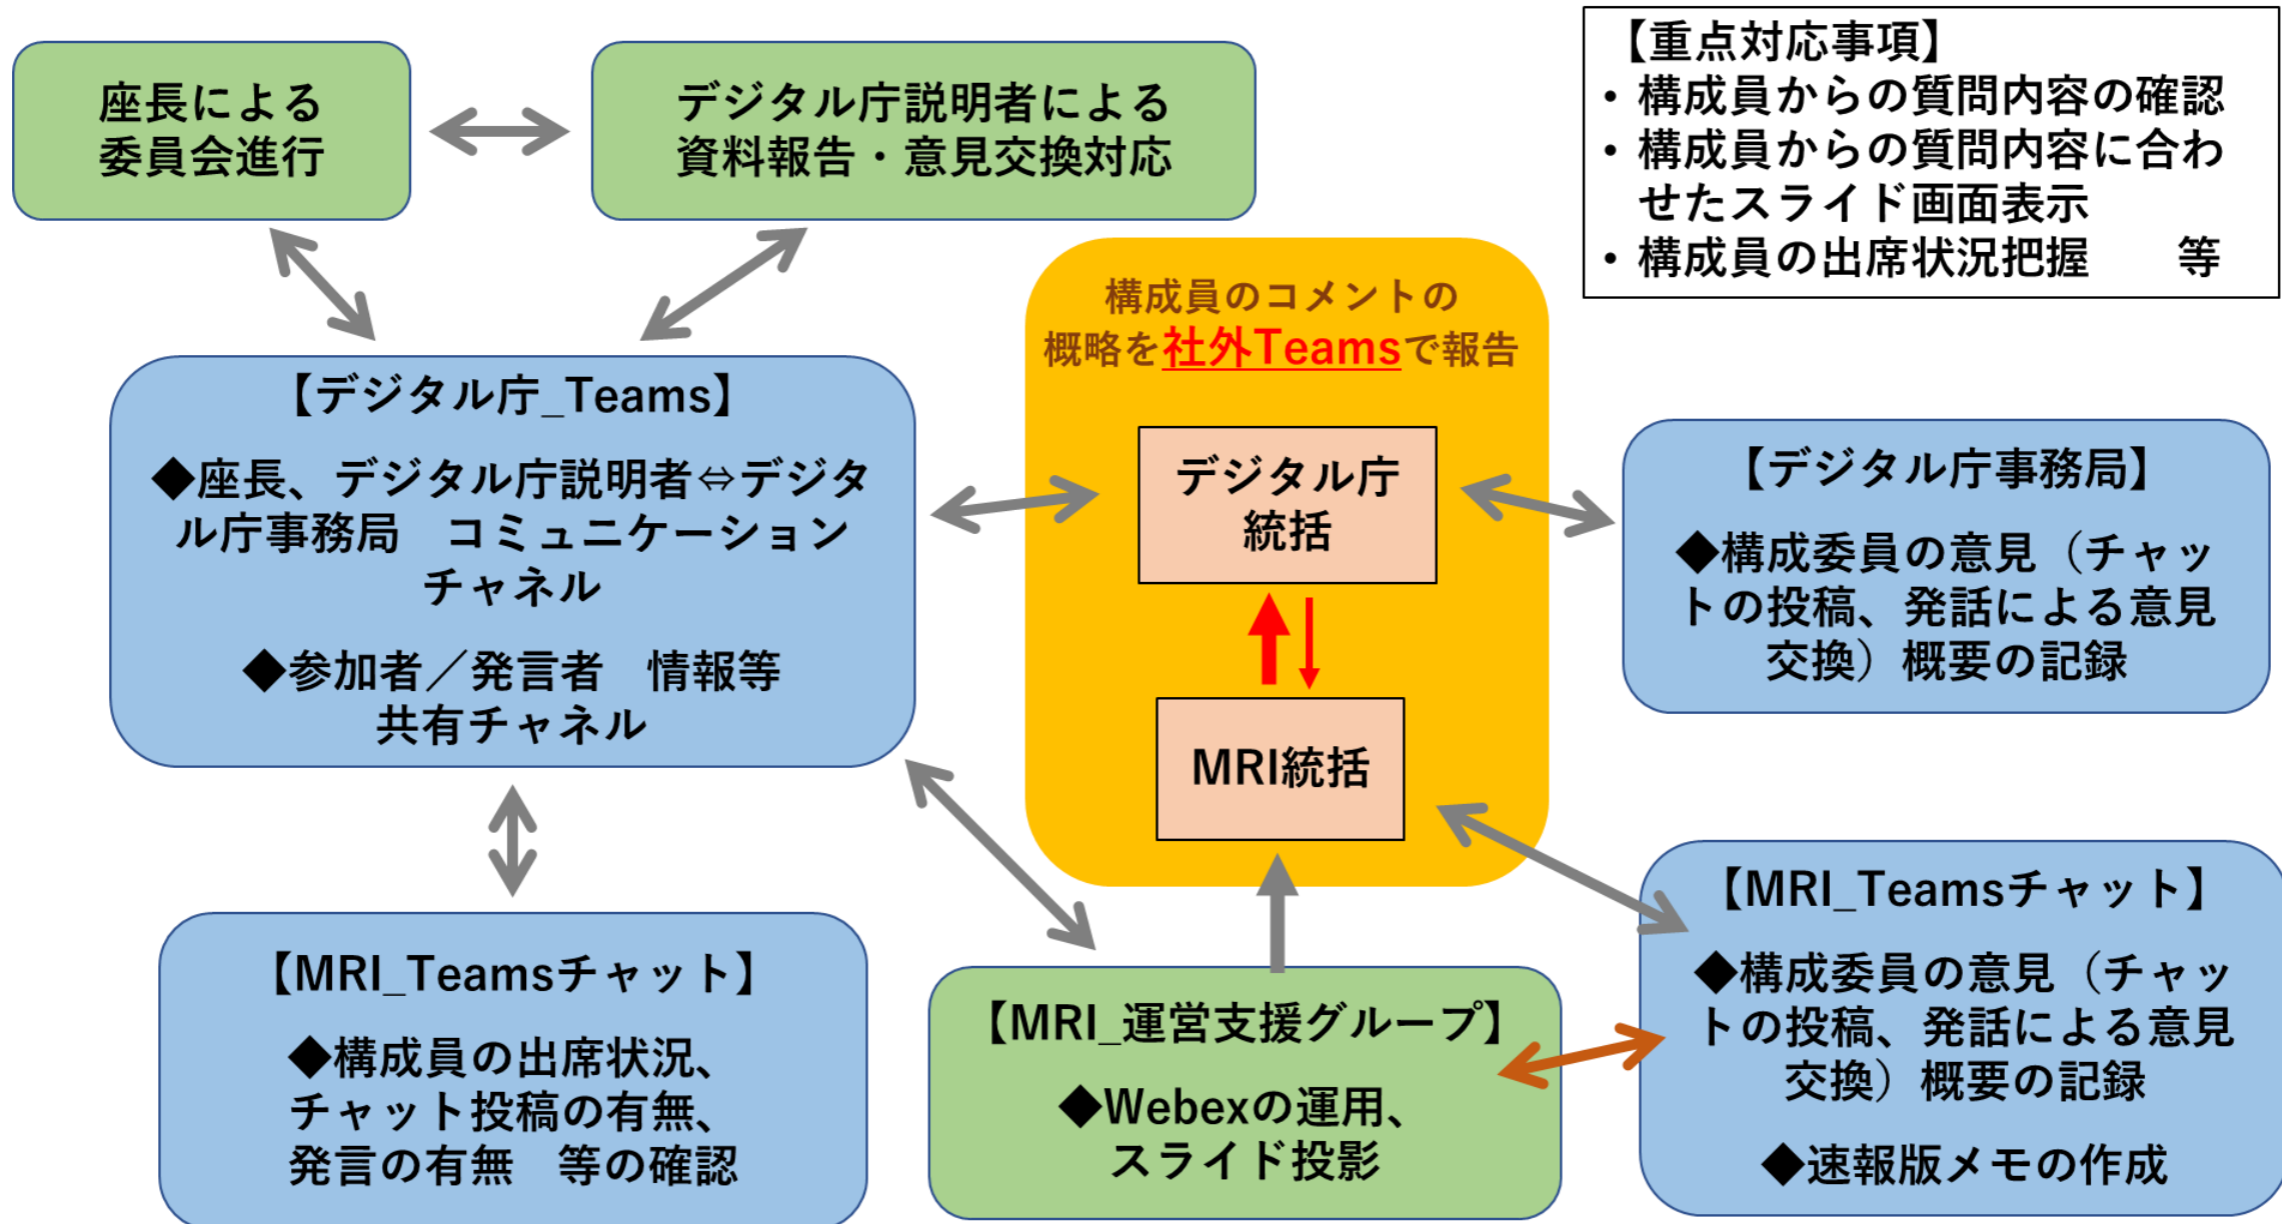 座長による
委員会進行
デジタル庁説明者による
資料報告・意見交換対応
【重点対応事項】
・構成員からの質問内容の確認
・構成員からの質問内容に合わ
せたスライド画面表示
・構成員の出席状況把握　　等
構成員のコメントの
概略を社外Teamsで報告
デジタル庁
統括
MRI統括
【デジタル庁_Teams】
◆座長、デジタル庁説明者⇔デジタ
ル庁事務局　コミュニケーション
チャネル
◆参加者／発言者　情報等
共有チャネル
【デジタル庁事務局】
◆構成委員の意見（チャッ
トの投稿、発話による意見
交換）概要の記録
【MRI_Teamsチャット】
◆構成員の出席状況、
チャット投稿の有無、
発言の有無　等の確認
【MRI_運営支援グループ】
◆Webexの運用、
スライド投影
【MRI_Teamsチャット】
◆構成委員の意見（チャッ
トの投稿、発話による意見
交換）概要の記録
◆速報版メモの作成